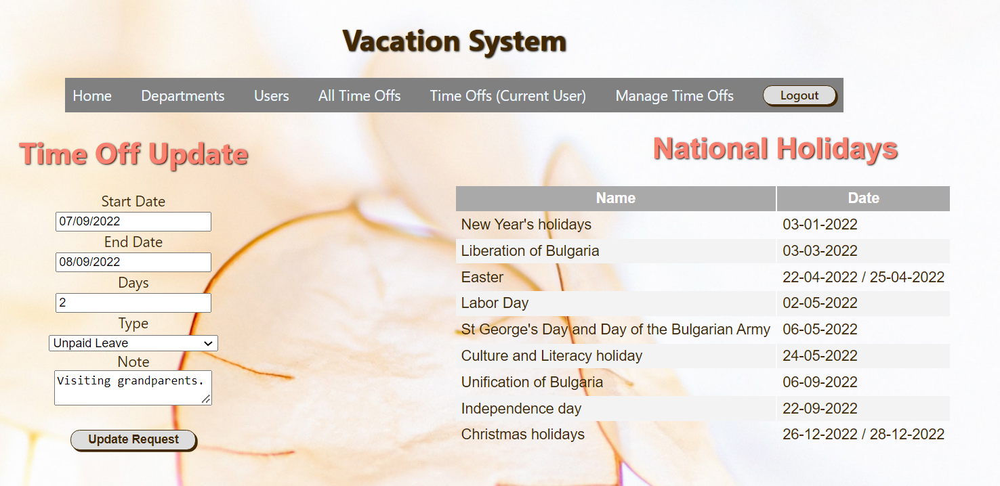 Vacation System
Home Departments Users All Time Offs Time Offs (Current User) Manage Time Offs Logout
Time Off Update
Start Date
07/09/2022
End Date
08/09/2022
Days
2
Type
Unpaid Leave
Note
Visiting grandparents.
Update Request
National Holidays
Name Date
New Year's holidays 03-01-2022
Liberation of Bulgaria 03-03-2022
Easter 22-04-2022 / 25-04-2022
Labor Day 02-05-2022
St George's Day and Day of the Bulgarian Army 06-05-2022
Culture and Literacy holiday 24-05-2022
Unification of Bulgaria 06-09-2022
Independence day 22-09-2022
Christmas holidays 26-12-2022 / 28-12-2022